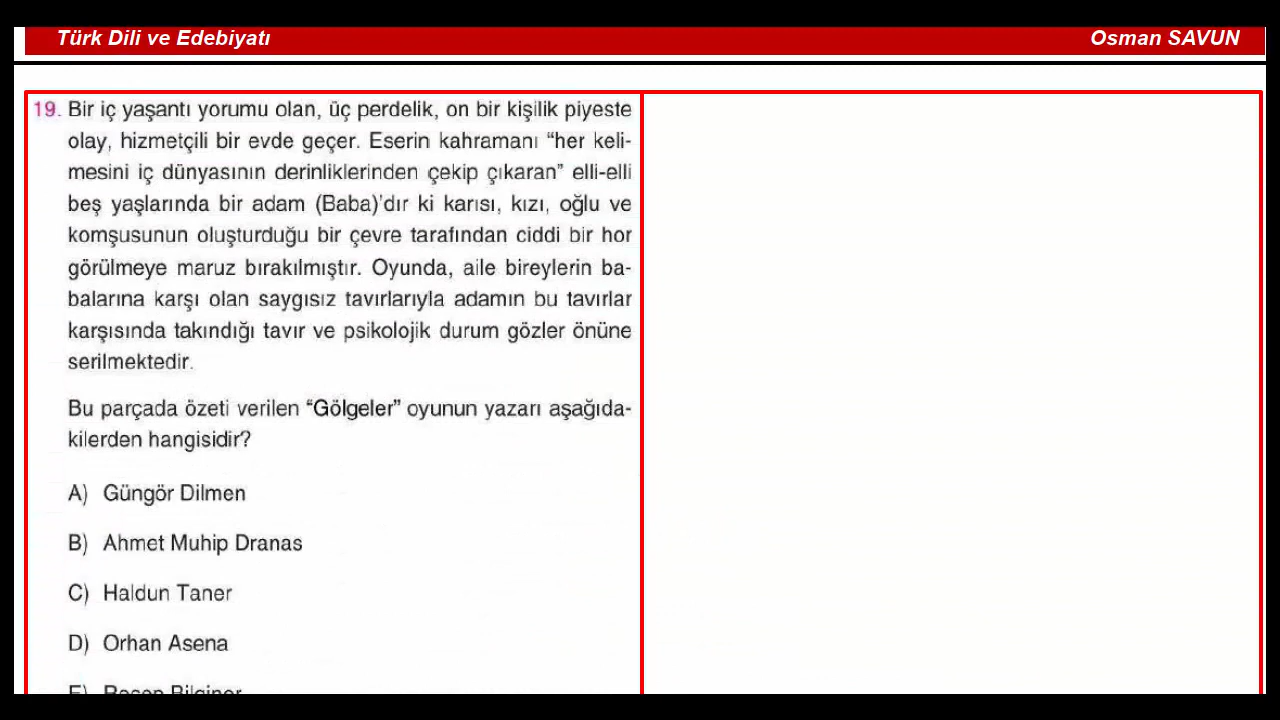 Türk Dili ve Edebiyatı
Osman SAVUN
19. Bir iç yaşantı yorumu olan, üç perdelik, on bir kişilik piyeste
olay, hizmetçili bir evde geçer. Eserin kahramanı “her keli-
mesini iç dünyasının derinliklerinden çekip çıkaran” elli-elli
beş yaşlarında bir adam (Baba)’dır ki karısı, kızı, oğlu ve
komşusunun oluşturduğu bir çevre tarafından ciddi bir hor
görülmeye maruz bırakılmıştır. Oyunda, aile bireylerin ba-
balarına karşı olan saygısız tavırlarıyla adamın bu tavırlar
karşısında takındığı tavır ve psikolojik durum gözler önüne
serilmektedir.
Bu parçada özeti verilen “Gölgeler” oyunun yazarı aşağıda-
kilerden hangisidir?
A) Güngör Dilmen
B) Ahmet Muhip Dranas
C) Haldun Taner
D) Orhan Asena